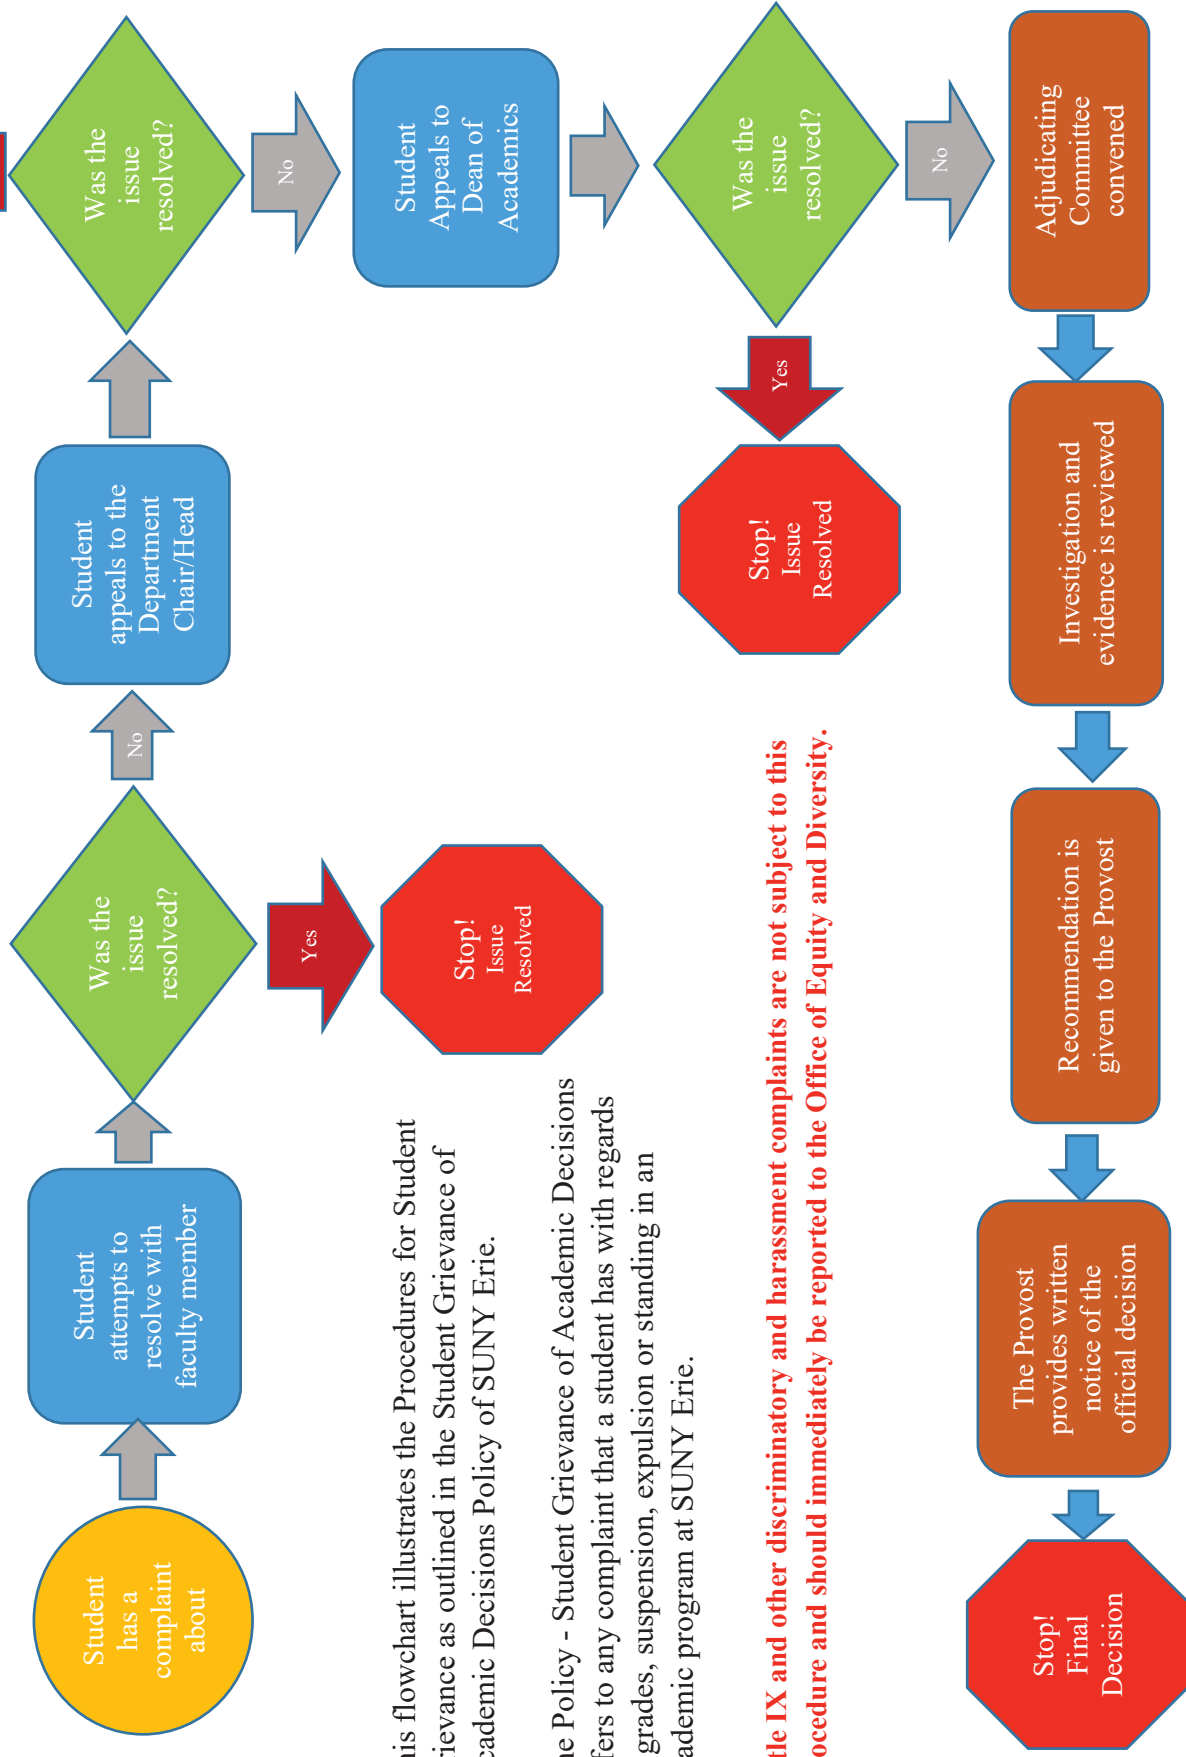 Student
has a
complaint
about
Student
attempts to
resolve with
faculty member
Was the
issue
resolved?
No
Student
appeals to the
Department
Chair/Head
Was the
issue
resolved?
Yes
Stop!
Issue
Resolved
No
Student
Appeals to
Dean of
Academics
his flowchart illustrates the Procedures for Student
rievance as outlined in the Student Grievance of
cademic Decisions Policy of SUNY Erie.
he Policy - Student Grievance of Academic Decisions
fers to any complaint that a student has with regards
grades, suspension, expulsion or standing in an
ademic program at SUNY Erie.
Was the
issue
resolved?
Yes
Stop!
Issue
Resolved
No
tle IX and other discriminatory and harassment complaints are not subject to this
ocedure and should immediately be reported to the Office of Equity and Diversity.
Adjudicating
Committee
convened
Investigation and
evidence is reviewed
Recommendation is
given to the Provost
The Provost
provides written
notice of the
official decision
Stop!
Final
Decision